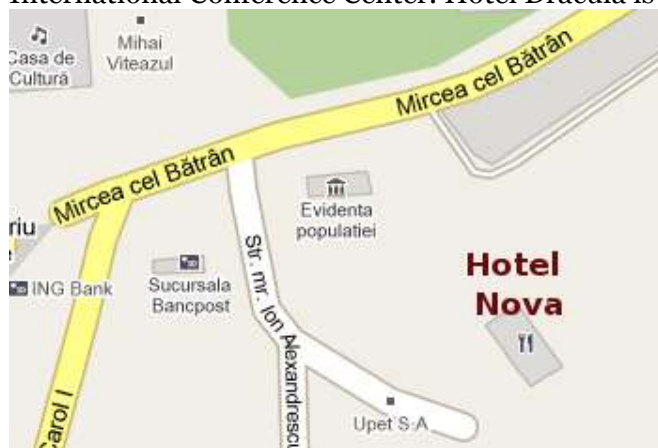 International Conference Center. Hotel Dracula is
Casa de
Cultură
Mihai
Viteazul
Mircea cel Bătrân
Mircea cel Bătrân
Evidenta
populatiei
riu
ING Bank
Sucursala
Bancpost
Str. mr. Ion Alexandrescu
Hotel
Nova
Carol I
Upet S.A